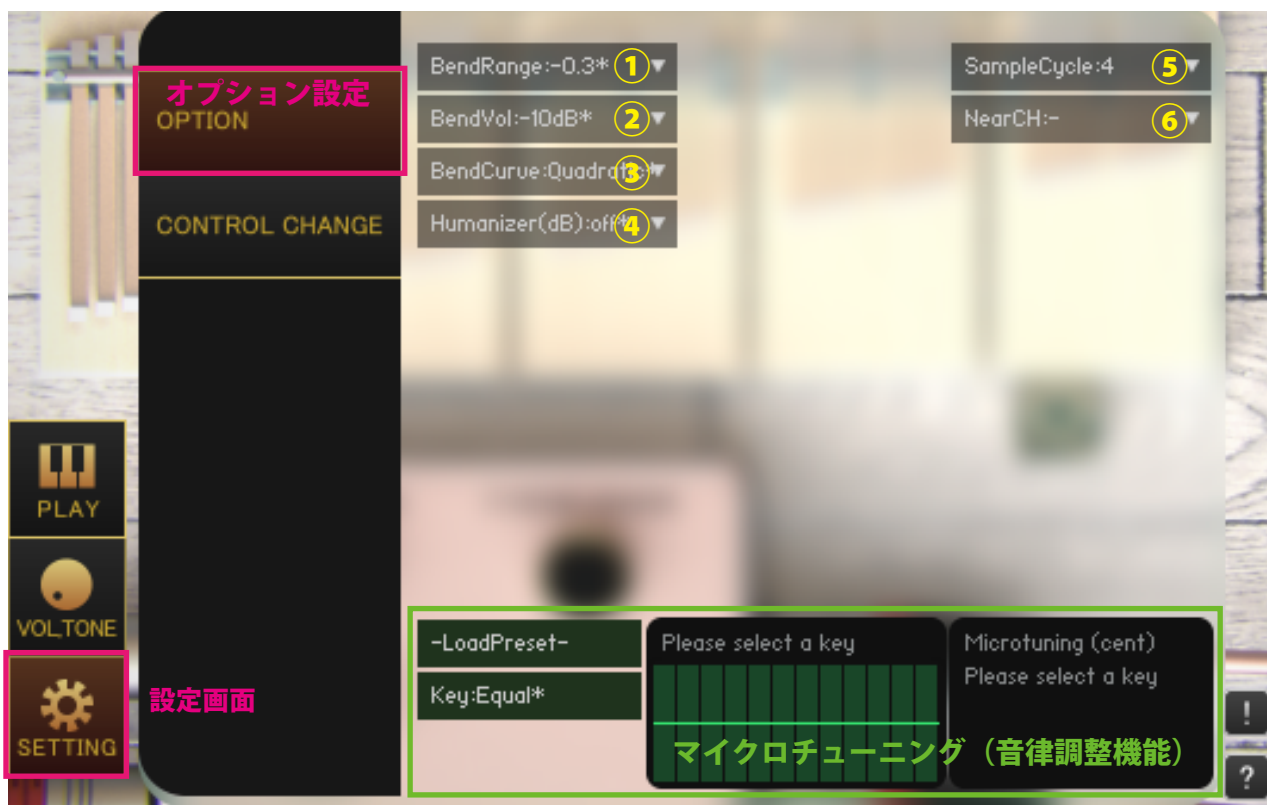 オプション設定
OPTION
CONTROL CHANGE
BendRange:-0.3* ① ▼
BendVol:-10dB* ② ▼
③ ▼
Humanizer(dB):off* ④ ▼
SampleCycle:4 ⑤ ▼
NearCH:- ⑥ ▼
PLAY
VOL,TONE
SETTING
設定画面
-LoadPreset-
Key:Equal*
Please select a key
Microtuning (cent)
Please select a key
マイクロチューニング（音律調整機能）
!
?